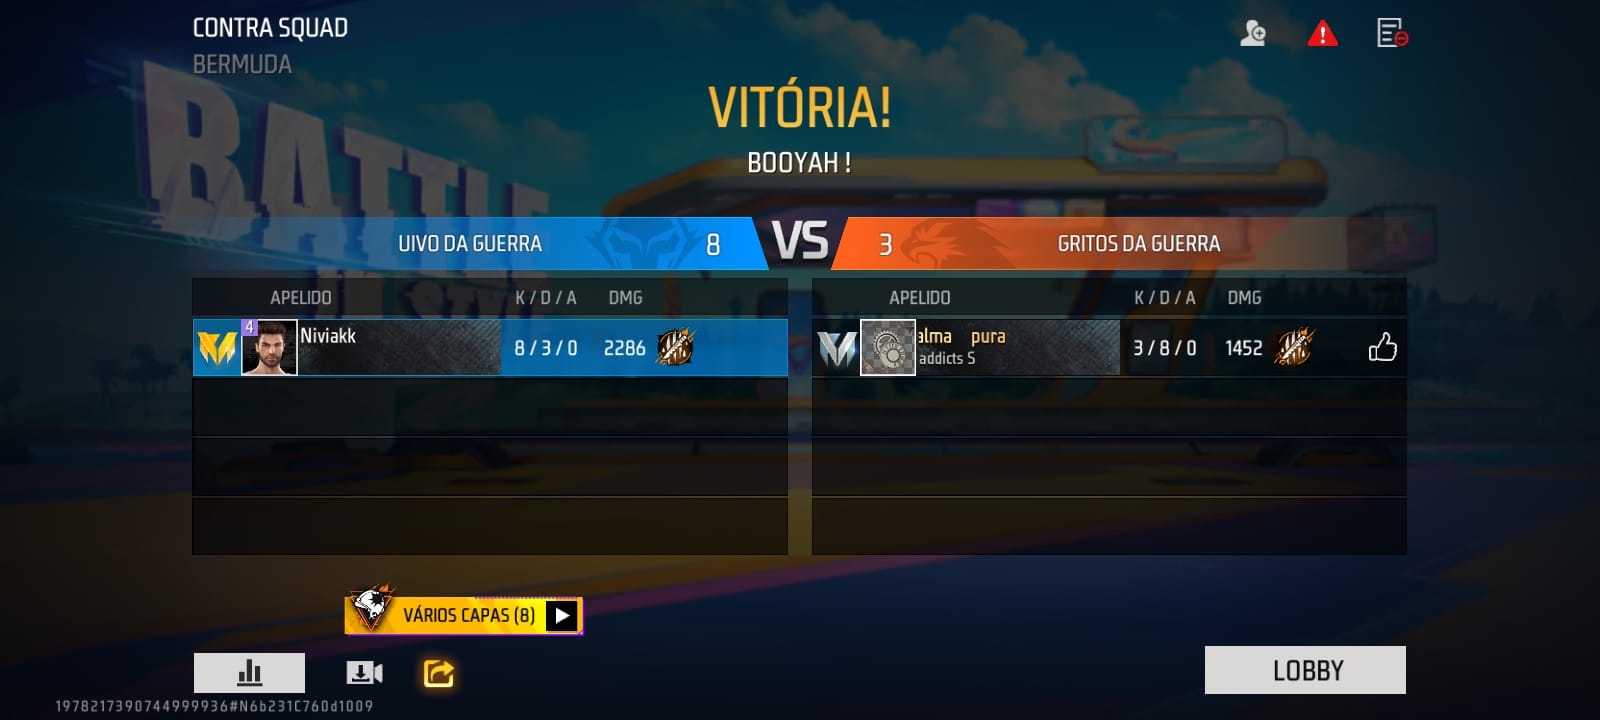 CONTRA SQUAD
BERMUDA
VITÓRIA!
BOOYAH !
UIVO DA GUERRA 8 VS 3 GRITOS DA GUERRA
APELIDO K / D / A DMG APELIDO K / D / A DMG
4 Niviakk 8 / 3 / 0 2286 alma pura 3 / 8 / 0 1452
addicts S
VÁRIOS CAPAS (8)
LOBBY
1978217390744999936#N6b231C760d1009
BATTLE